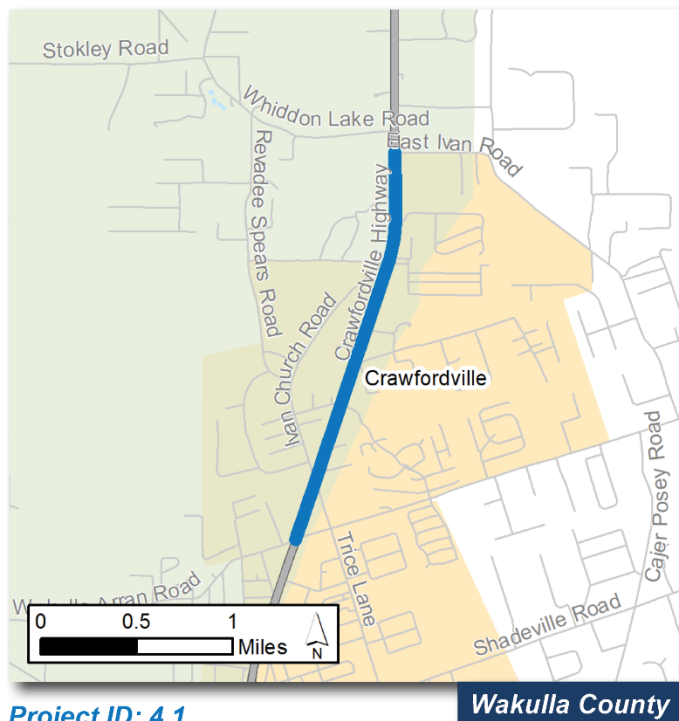 Stokley Road
Whiddon Lake Road
East Ivan Road
Revadee Spears Road
Crawfordville Highway
Ivan Church Road
Crawfordville
Cajer Posey Road
Arran Road
Trice Lane
Shadeville Road
0 0.5 1
Miles
N
Project ID: 4.1
Wakulla County